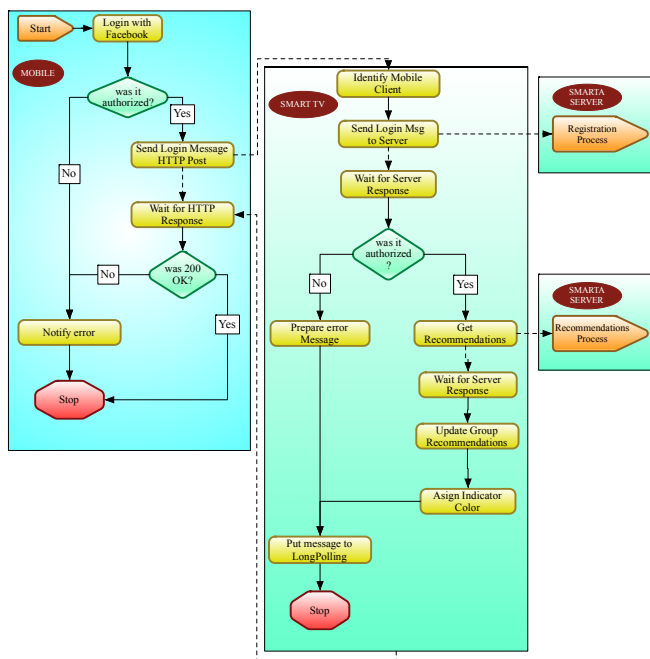 Start
Login with
Facebook
MOBILE
was it
authorized?
Yes
No
Send Login Message
HTTP Post
Wait for HTTP
Response
was 200
OK?
No
Yes
Notify error
Stop
Identify Mobile
Client
SMART TV
Send Login Msg
to Server
Wait for Server
Response
was it
authorized
?
No
Yes
Prepare error
Message
Get
Recommendations
Wait for Server
Response
Update Group
Recommendations
Asign Indicator
Color
Put message to
LongPolling
Stop
SMARTA
SERVER
Registration
Process
SMARTA
SERVER
Recommendations
Process